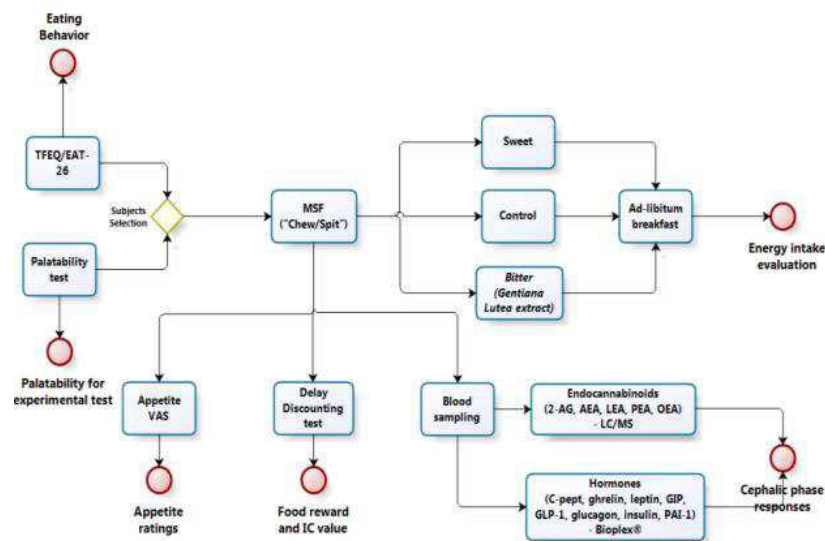 Eating
Behavior
TFEQ/EAT-
26
Subjects
Selection
Palatability
test
Palatability for
experimental test
MSF
("Chew/Spit")
Sweet
Control
Bitter
(Gentiana
Lutea extract)
Ad-libitum
breakfast
Energy intake
evaluation
Appetite
VAS
Appetite
ratings
Delay
Discounting
test
Food reward
and IC value
Blood
sampling
Endocannabinoids
(2-AG, AEA, LEA, PEA, OEA)
- LC/MS
Hormones
(C-pept, ghrelin, leptin, GIP,
GLP-1, glucagon, insulin, PAI-1)
- Bioplex®
Cephalic phase
responses